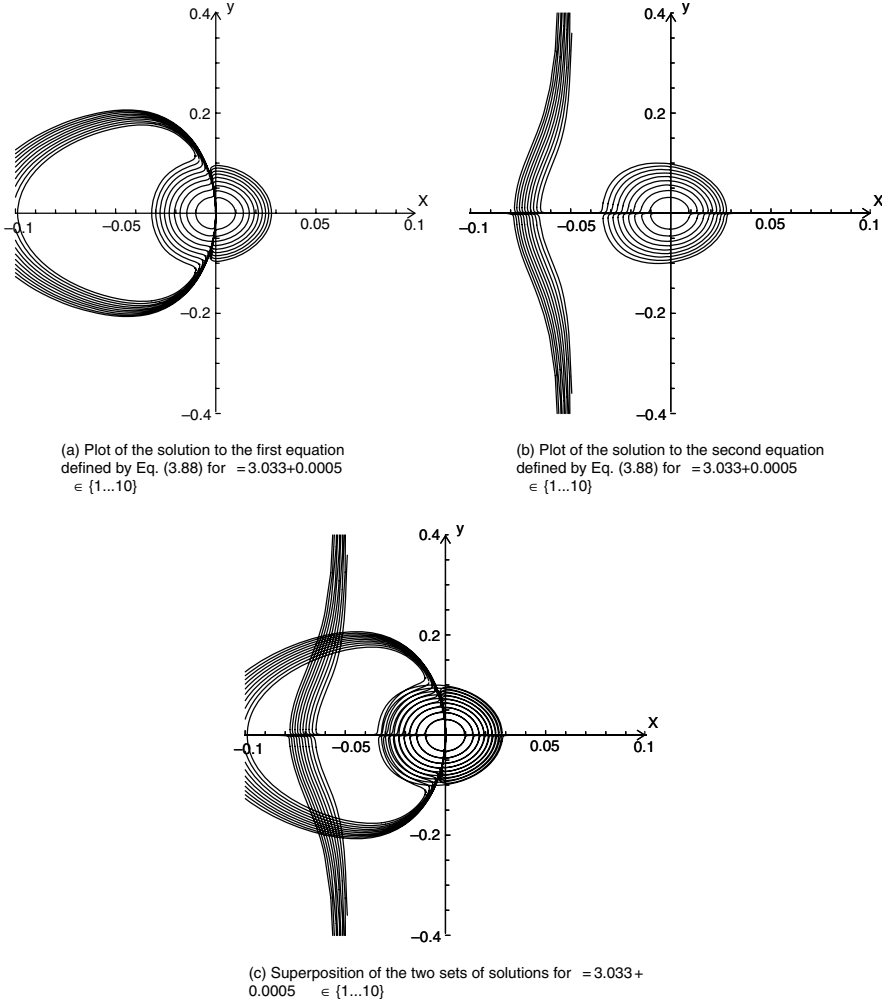 0.4 y
0.2
X
–0.1 –0.05 0.05 0.1
–0.2
–0.4
(a) Plot of the solution to the first equation
defined by Eq. (3.88) for = 3.033+0.0005
∈ {1...10}
0.4 y
0.2
X
–0.1 –0.05 0.05 0.1
–0.2
–0.4
(b) Plot of the solution to the second equation
defined by Eq. (3.88) for = 3.033+0.0005
∈ {1...10}
0.4 y
0.2
X
–0.1 –0.05 0.05 0.1
–0.2
–0.4
(c) Superposition of the two sets of solutions for = 3.033 +
0.0005 ∈ {1...10}